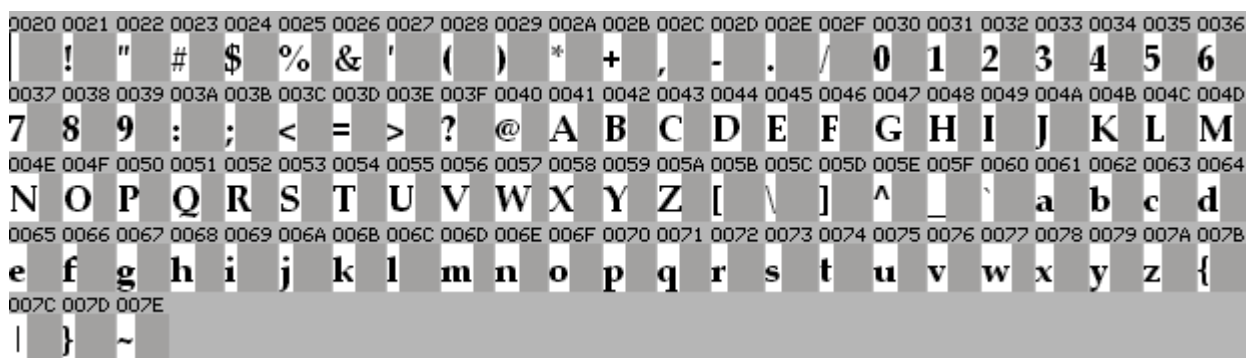 0020 0021 0022 0023 0024 0025 0026 0027 0028 0029 002A 002B 002C 002D 002E 002F 0030 0031 0032 0033 0034 0035 0036
! " # $ % & ' ( ) * + , - . / 0 1 2 3 4 5 6
0037 0038 0039 003A 003B 003C 003D 003E 003F 0040 0041 0042 0043 0044 0045 0046 0047 0048 0049 004A 004B 004C 004D
7 8 9 : ; < = > ? @ A B C D E F G H I J K L M
004E 004F 0050 0051 0052 0053 0054 0055 0056 0057 0058 0059 005A 005B 005C 005D 005E 005F 0060 0061 0062 0063 0064
N O P Q R S T U V W X Y Z [ \ ] ^ _ ` a b c d
0065 0066 0067 0068 0069 006A 006B 006C 006D 006E 006F 0070 0071 0072 0073 0074 0075 0076 0077 0078 0079 007A 007B
e f g h i j k l m n o p q r s t u v w x y z {
007C 007D 007E
| } ~